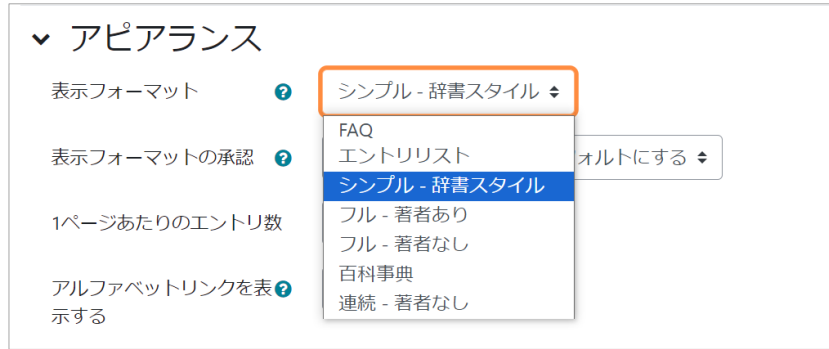 アピアランス
表示フォーマット
シンプル - 辞書スタイル
FAQ
エントリリスト
シンプル - 辞書スタイル
フル - 著者あり
フル - 著者なし
百科事典
連続 - 著者なし
表示フォーマットの承認
ォルトにする
1ページあたりのエントリ数
アルファベットリンクを表
示する